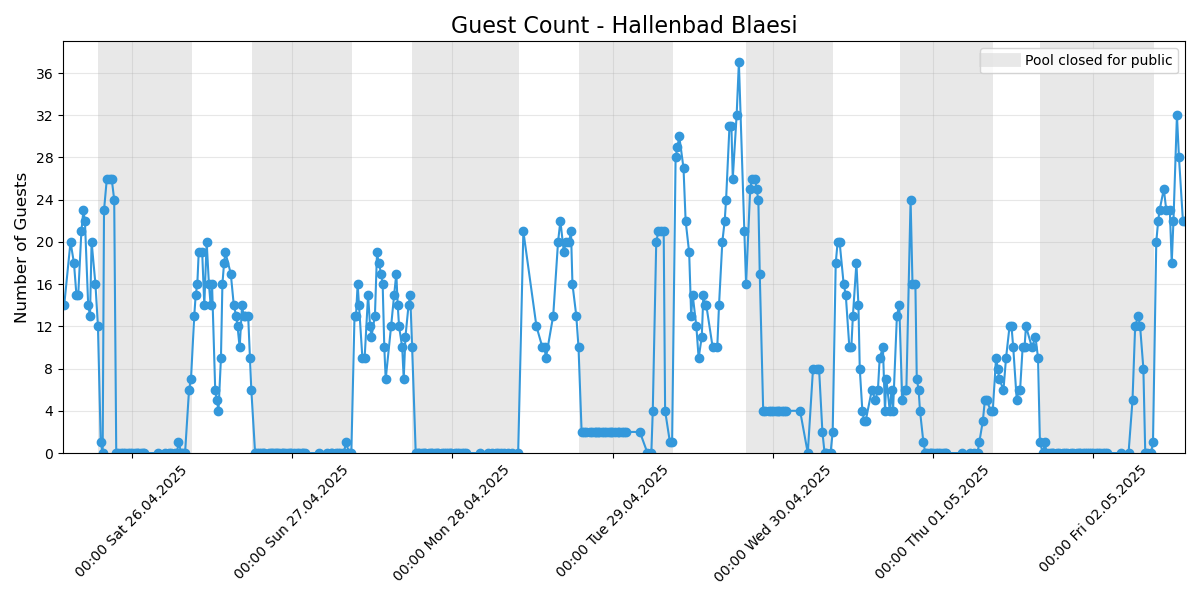 Guest Count - Hallenbad Blaesi
Pool closed for public
Number of Guests
36
32
28
24
20
16
12
8
4
0
00:00 Sat 26.04.2025
00:00 Sun 27.04.2025
00:00 Mon 28.04.2025
00:00 Tue 29.04.2025
00:00 Wed 30.04.2025
00:00 Thu 01.05.2025
00:00 Fri 02.05.2025